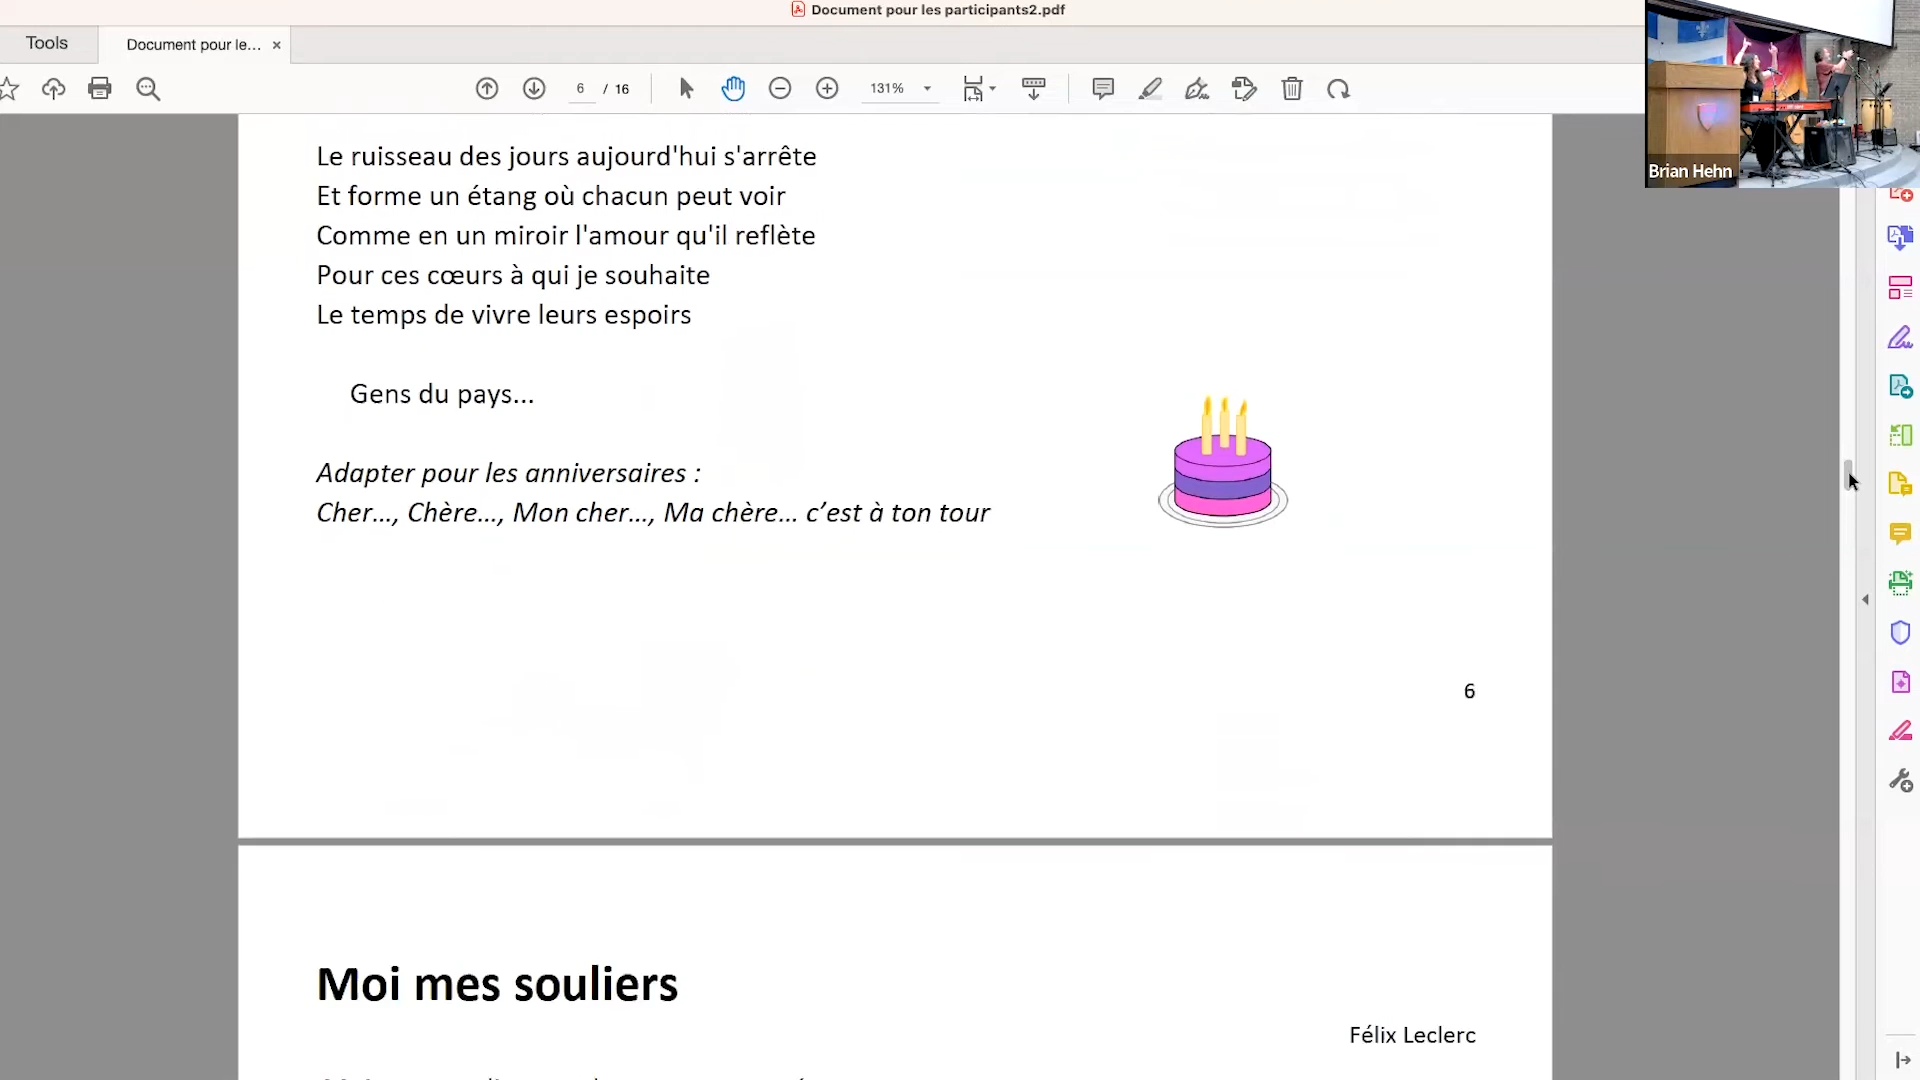 Document pour les participants2.pdf
Tools
Document pour le... ×
6 / 16
131%
Brian Hehn
Le ruisseau des jours aujourd'hui s'arrête
Et forme un étang où chacun peut voir
Comme en un miroir l'amour qu'il reflète
Pour ces cœurs à qui je souhaite
Le temps de vivre leurs espoirs
Gens du pays...
Adapter pour les anniversaires :
Cher…, Chère…, Mon cher…, Ma chère… c’est à ton tour
6
Moi mes souliers
Félix Leclerc